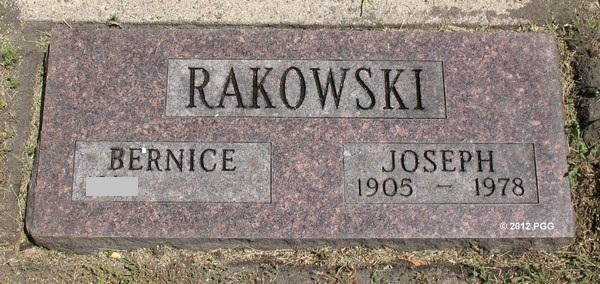 RAKOWSKI
BERNICE
JOSEPH
1905 – 1978
© 2012 PGG